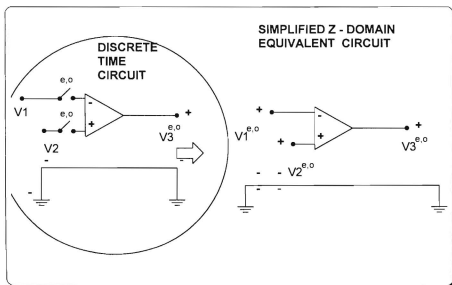 SIMPLIFIED Z - DOMAIN
EQUIVALENT CIRCUIT
DISCRETE
TIME
CIRCUIT
e,o
V1
-
+
e,o
V2
+
V3 e,o
-
-
-
+
V1 e,o
-
+
+
V2 e,o
- -
- -
+
V3 e,o
-